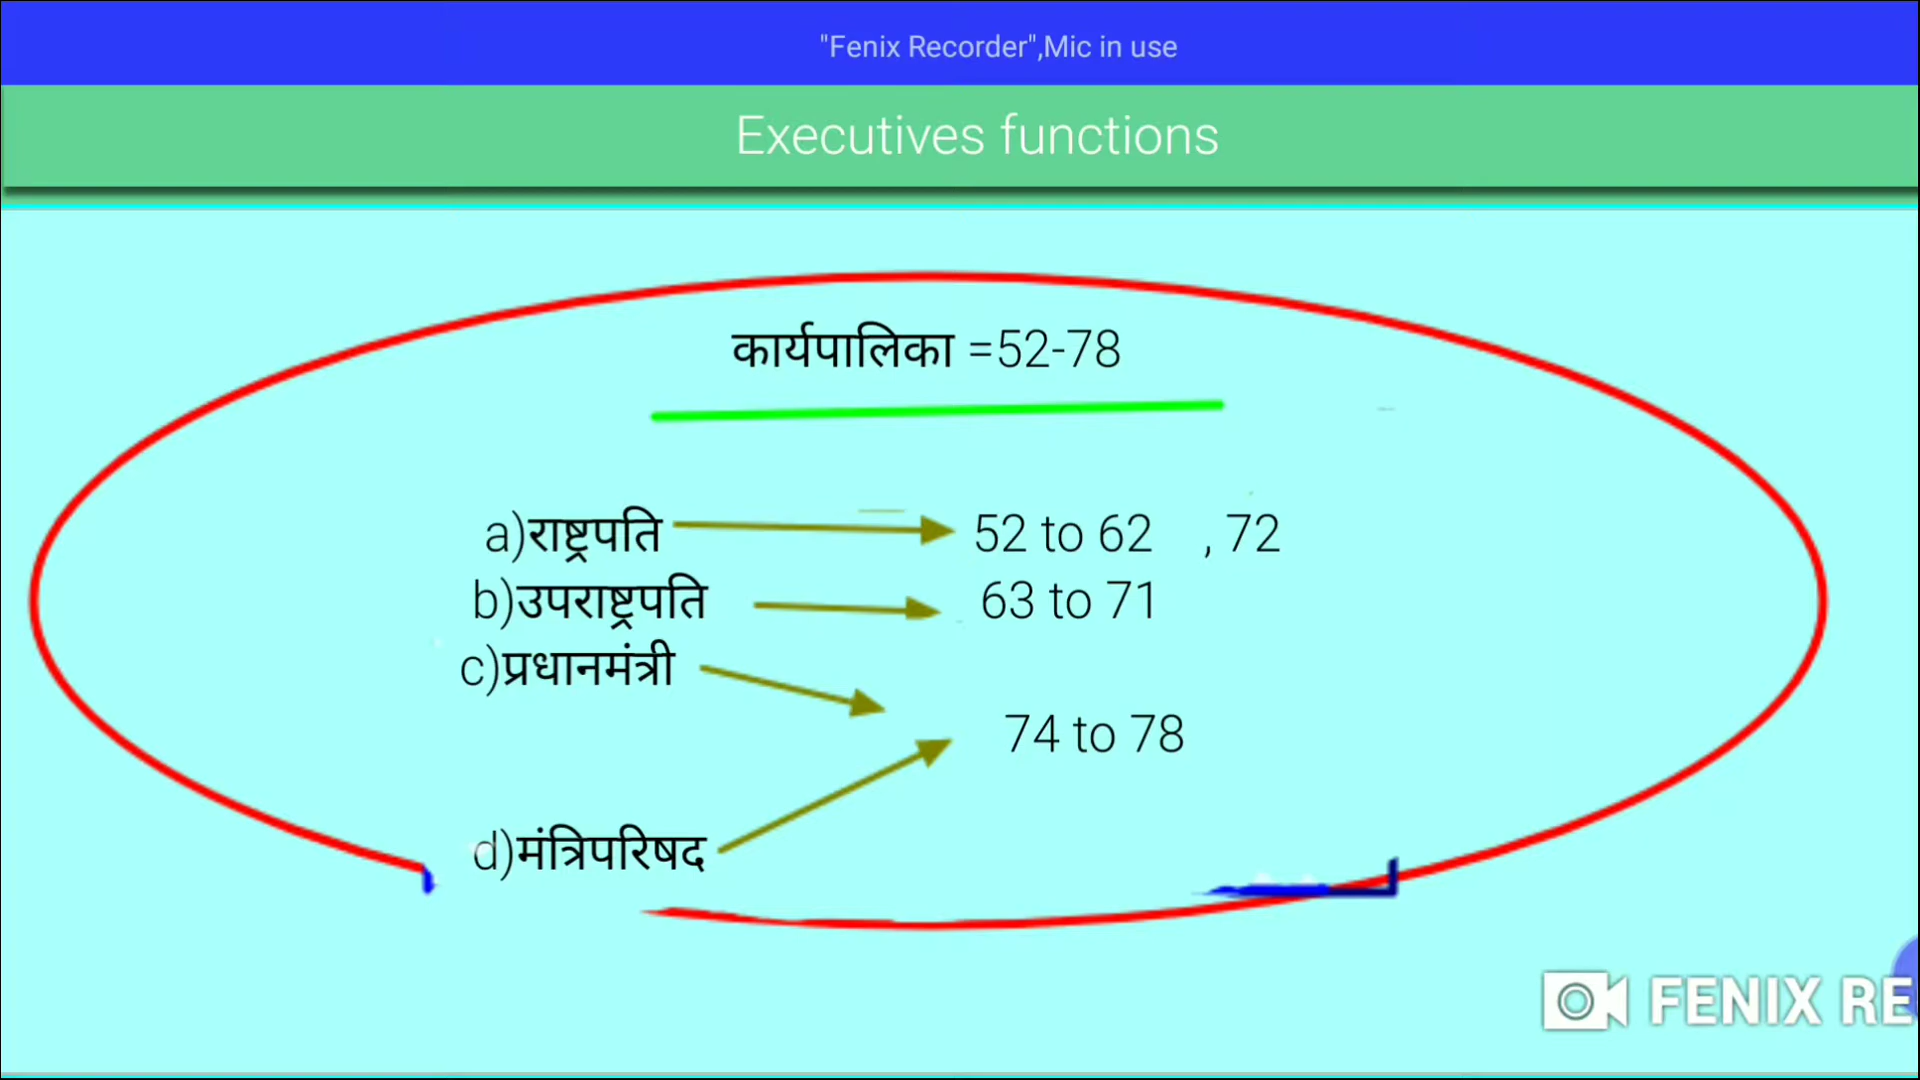 "Fenix Recorder",Mic in use
Executives functions
कार्यपालिका =52-78
a)राष्ट्रपति 52 to 62 , 72
b)उपराष्ट्रपति 63 to 71
c)प्रधानमंत्री
74 to 78
d)मंत्रिपरिषद
FENIX RE